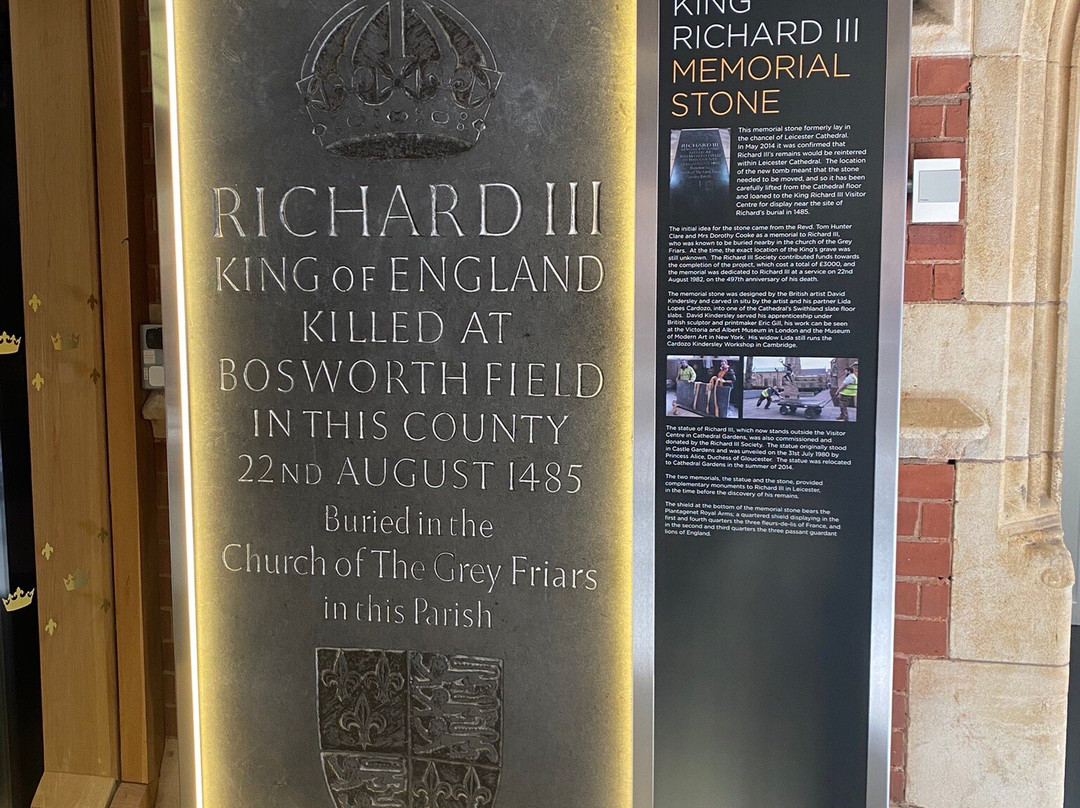 RICHARD III
KING OF ENGLAND
KILLED AT
BOSWORTH FIELD
IN THIS COUNTY
22ND AUGUST 1485
Buried in the
Church of The Grey Friars
in this Parish
KING
RICHARD III
MEMORIAL
STONE
This memorial stone formerly lay in
the chancel of Leicester Cathedral.
In May 2014 it was confirmed that
Richard III's remains would be reinterred
within Leicester Cathedral. The location
of the new tomb meant that the stone
needed to be moved, and so it has been
carefully lifted from the Cathedral floor
and loaned to the King Richard III Visitor
Centre for display near the site of
Richard's burial in 1485.
The initial idea for the stone came from the Revd. Tom Hunter
Clare and Mrs Dorothy Cooke as a memorial to Richard III,
who was known to be buried nearby in the church of the Grey
Friars. At the time, the exact location of the King's grave was
still unknown. The Richard III Society contributed funds towards
the completion of the project, which cost a total of £3000, and
the memorial was dedicated to Richard III at a service on 22nd
August 1982, on the 497th anniversary of his death.
The memorial stone was designed by the British artist David
Kindersley and carved in situ by the artist and his partner Lida
Lopes Cardozo, into one of the Cathedral's Swithland slate floor
slabs. David Kindersley served his apprenticeship under
British sculptor and printmaker Eric Gill, his work can be seen
at the Victoria and Albert Museum in London and the Museum
of Modern Art in New York. His widow Lida still runs the
Cardozo Kindersley Workshop in Cambridge.
The statue of Richard III, which now stands outside the Visitor
Centre in Cathedral Gardens, was also commissioned and
donated by the Richard III Society. The statue originally stood
in Castle Gardens and was unveiled on the 31st July 1980 by
Princess Alice, Duchess of Gloucester. The statue was relocated
to Cathedral Gardens in the summer of 2014.
The two memorials, the statue and the stone, provided
complementary monuments to Richard III in Leicester,
in the time before the discovery of his remains.
The shield at the bottom of the memorial stone bears the
Plantagenet Royal Arms; a quartered shield displaying in the
first and fourth quarters the three fleurs-de-lis of France, and
in the second and third quarters the three passant guardant
lions of England.